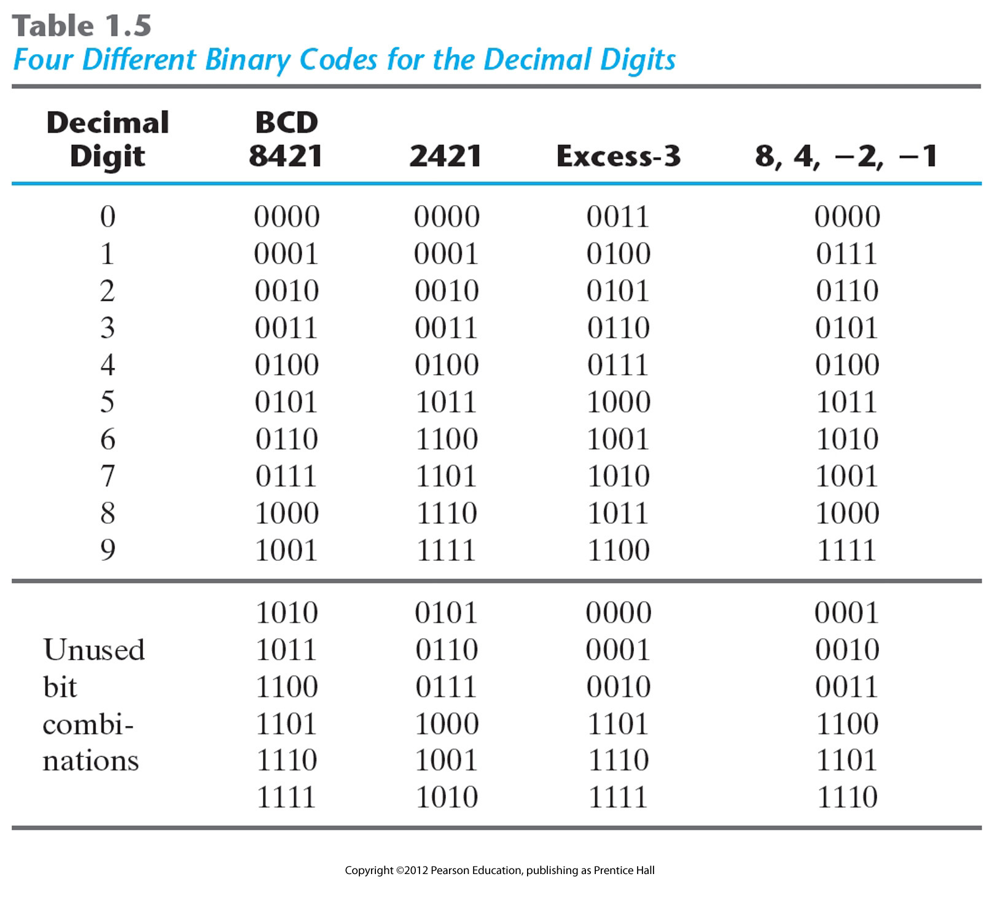 Table 1.5
Four Different Binary Codes for the Decimal Digits
Decimal BCD
Digit 8421 2421 Excess-3 8, 4, −2, −1
0 0000 0000 0011 0000
1 0001 0001 0100 0111
2 0010 0010 0101 0110
3 0011 0011 0110 0101
4 0100 0100 0111 0100
5 0101 1011 1000 1011
6 0110 1100 1001 1010
7 0111 1101 1010 1001
8 1000 1110 1011 1000
9 1001 1111 1100 1111
1010 0101 0000 0001
Unused 1011 0110 0001 0010
bit 1100 0111 0010 0011
combi- 1101 1000 1101 1100
nations 1110 1001 1110 1101
1111 1010 1111 1110
Copyright ©2012 Pearson Education, publishing as Prentice Hall